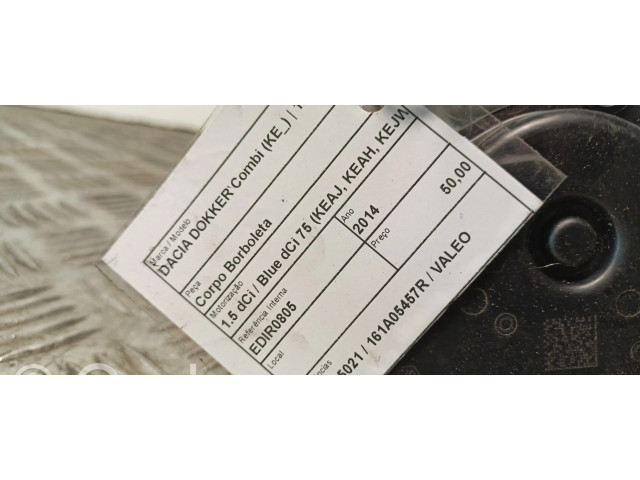 Marca / Modelo
DACIA DOKKER Combi (KE_) /
Peça
Corpo Borboleta
Motorização
1.5 dCi / Blue dCi 75 (KEAJ, KEAH, KEJW
Referência Interna
EDIR0805
Ano
2014
Local
Preço
50,00
5021 / 161A05457R / VALEO